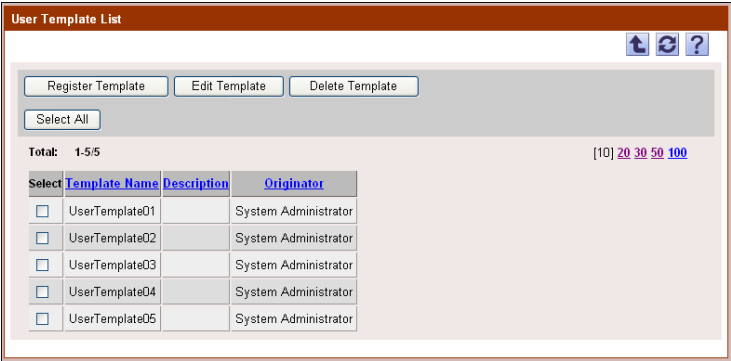 User Template List
?
Register Template Edit Template Delete Template
Select All
Total: 1-5/5 [10] 20 30 50 100
Select Template Name Description Originator
UserTemplate01 System Administrator
UserTemplate02 System Administrator
UserTemplate03 System Administrator
UserTemplate04 System Administrator
UserTemplate05 System Administrator